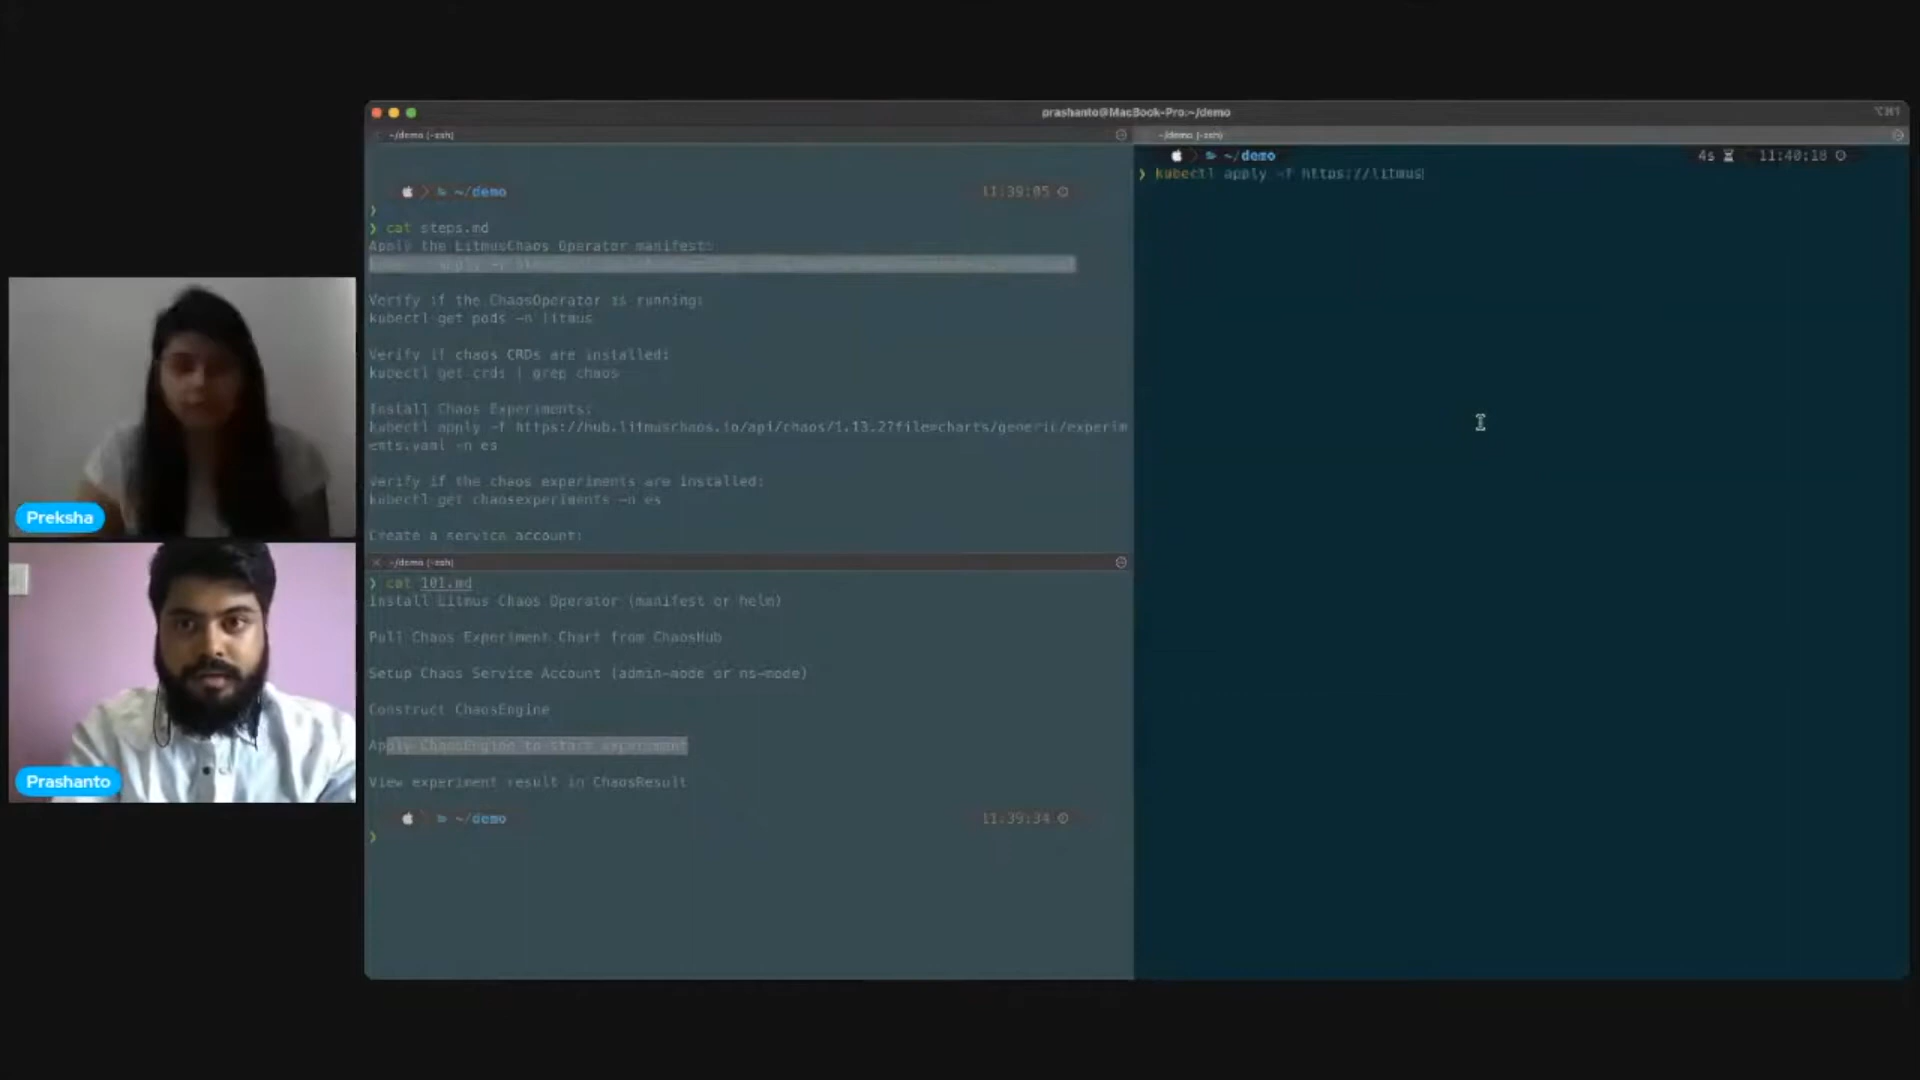 prashanto@MacBook-Pro:~/demo
~/demo (-zsh)
~/demo 11:39:05
❯
❯ cat steps.md
Apply the LitmusChaos Operator manifest:
Verify if the ChaosOperator is running:
kubectl get pods -n litmus
Verify if chaos CRDs are installed:
kubectl get crds | grep chaos
Install Chaos Experiments:
kubectl apply -f https://hub.litmuschaos.io/api/chaos/1.13.2?file=charts/generic/experim
ents.yaml -n es
verify if the chaos experiments are installed:
kubectl get chaosexperiments -n es
Create a service account:
~/demo (-zsh)
❯ cat 101.md
Install Litmus Chaos Operator (manifest or helm)
Pull Chaos Experiment Chart from ChaosHub
Setup Chaos Service Account (admin-mode or ns-mode)
Construct ChaosEngine
Apply ChaosEngine to start experiment
View experiment result in ChaosResult
~/demo 11:39:34
❯
~/demo (-zsh)
~/demo 4s 11:40:18
❯ kubectl apply -f https://litmus
Preksha
Prashanto